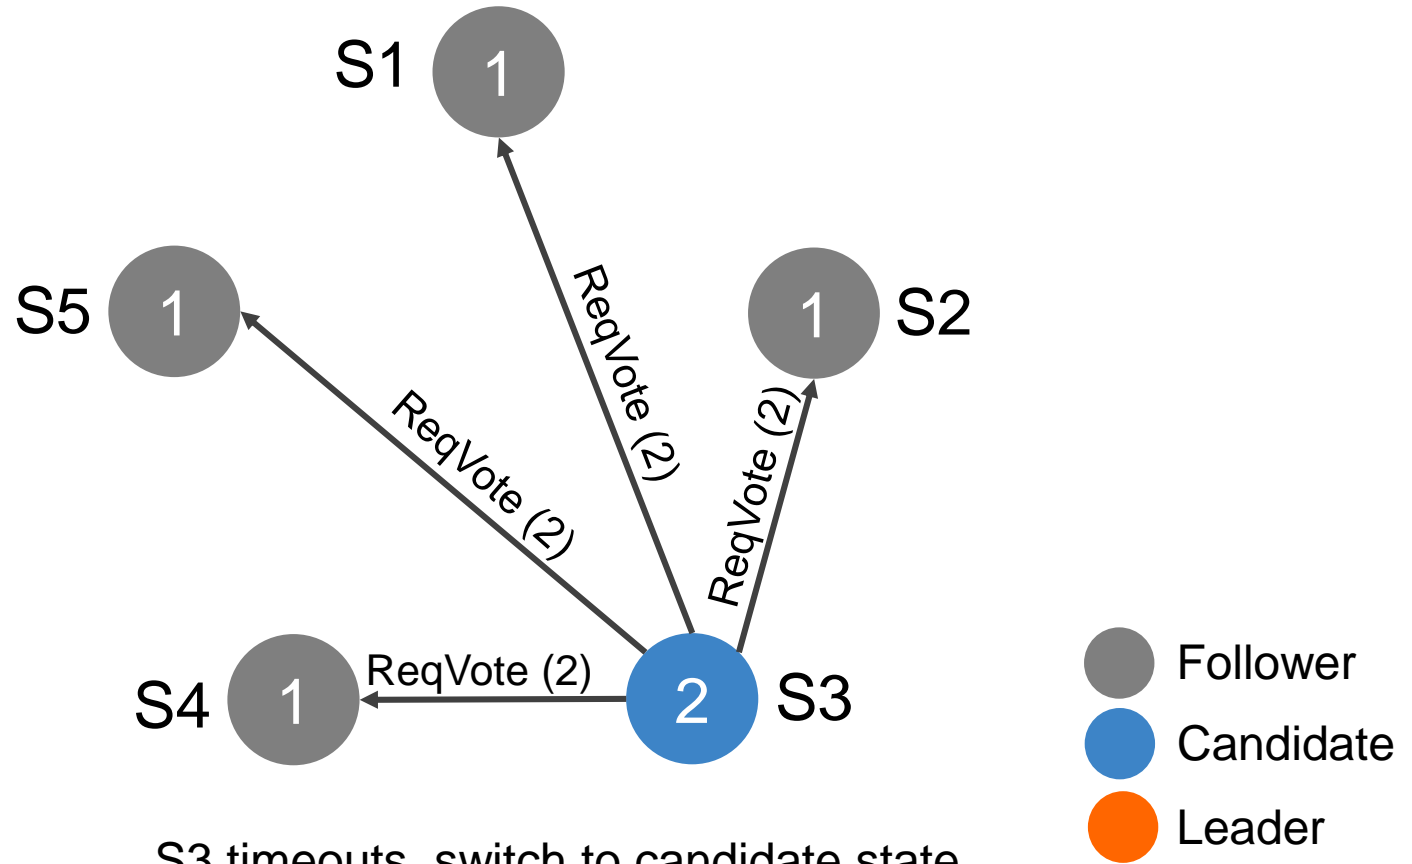 S1
1
S5
1
1
S2
ReqVote (2)
ReqVote (2)
ReqVote (2)
ReqVote (2)
S4
1
2
S3
Follower
Candidate
Leader
S3 timeouts, switch to candidate state